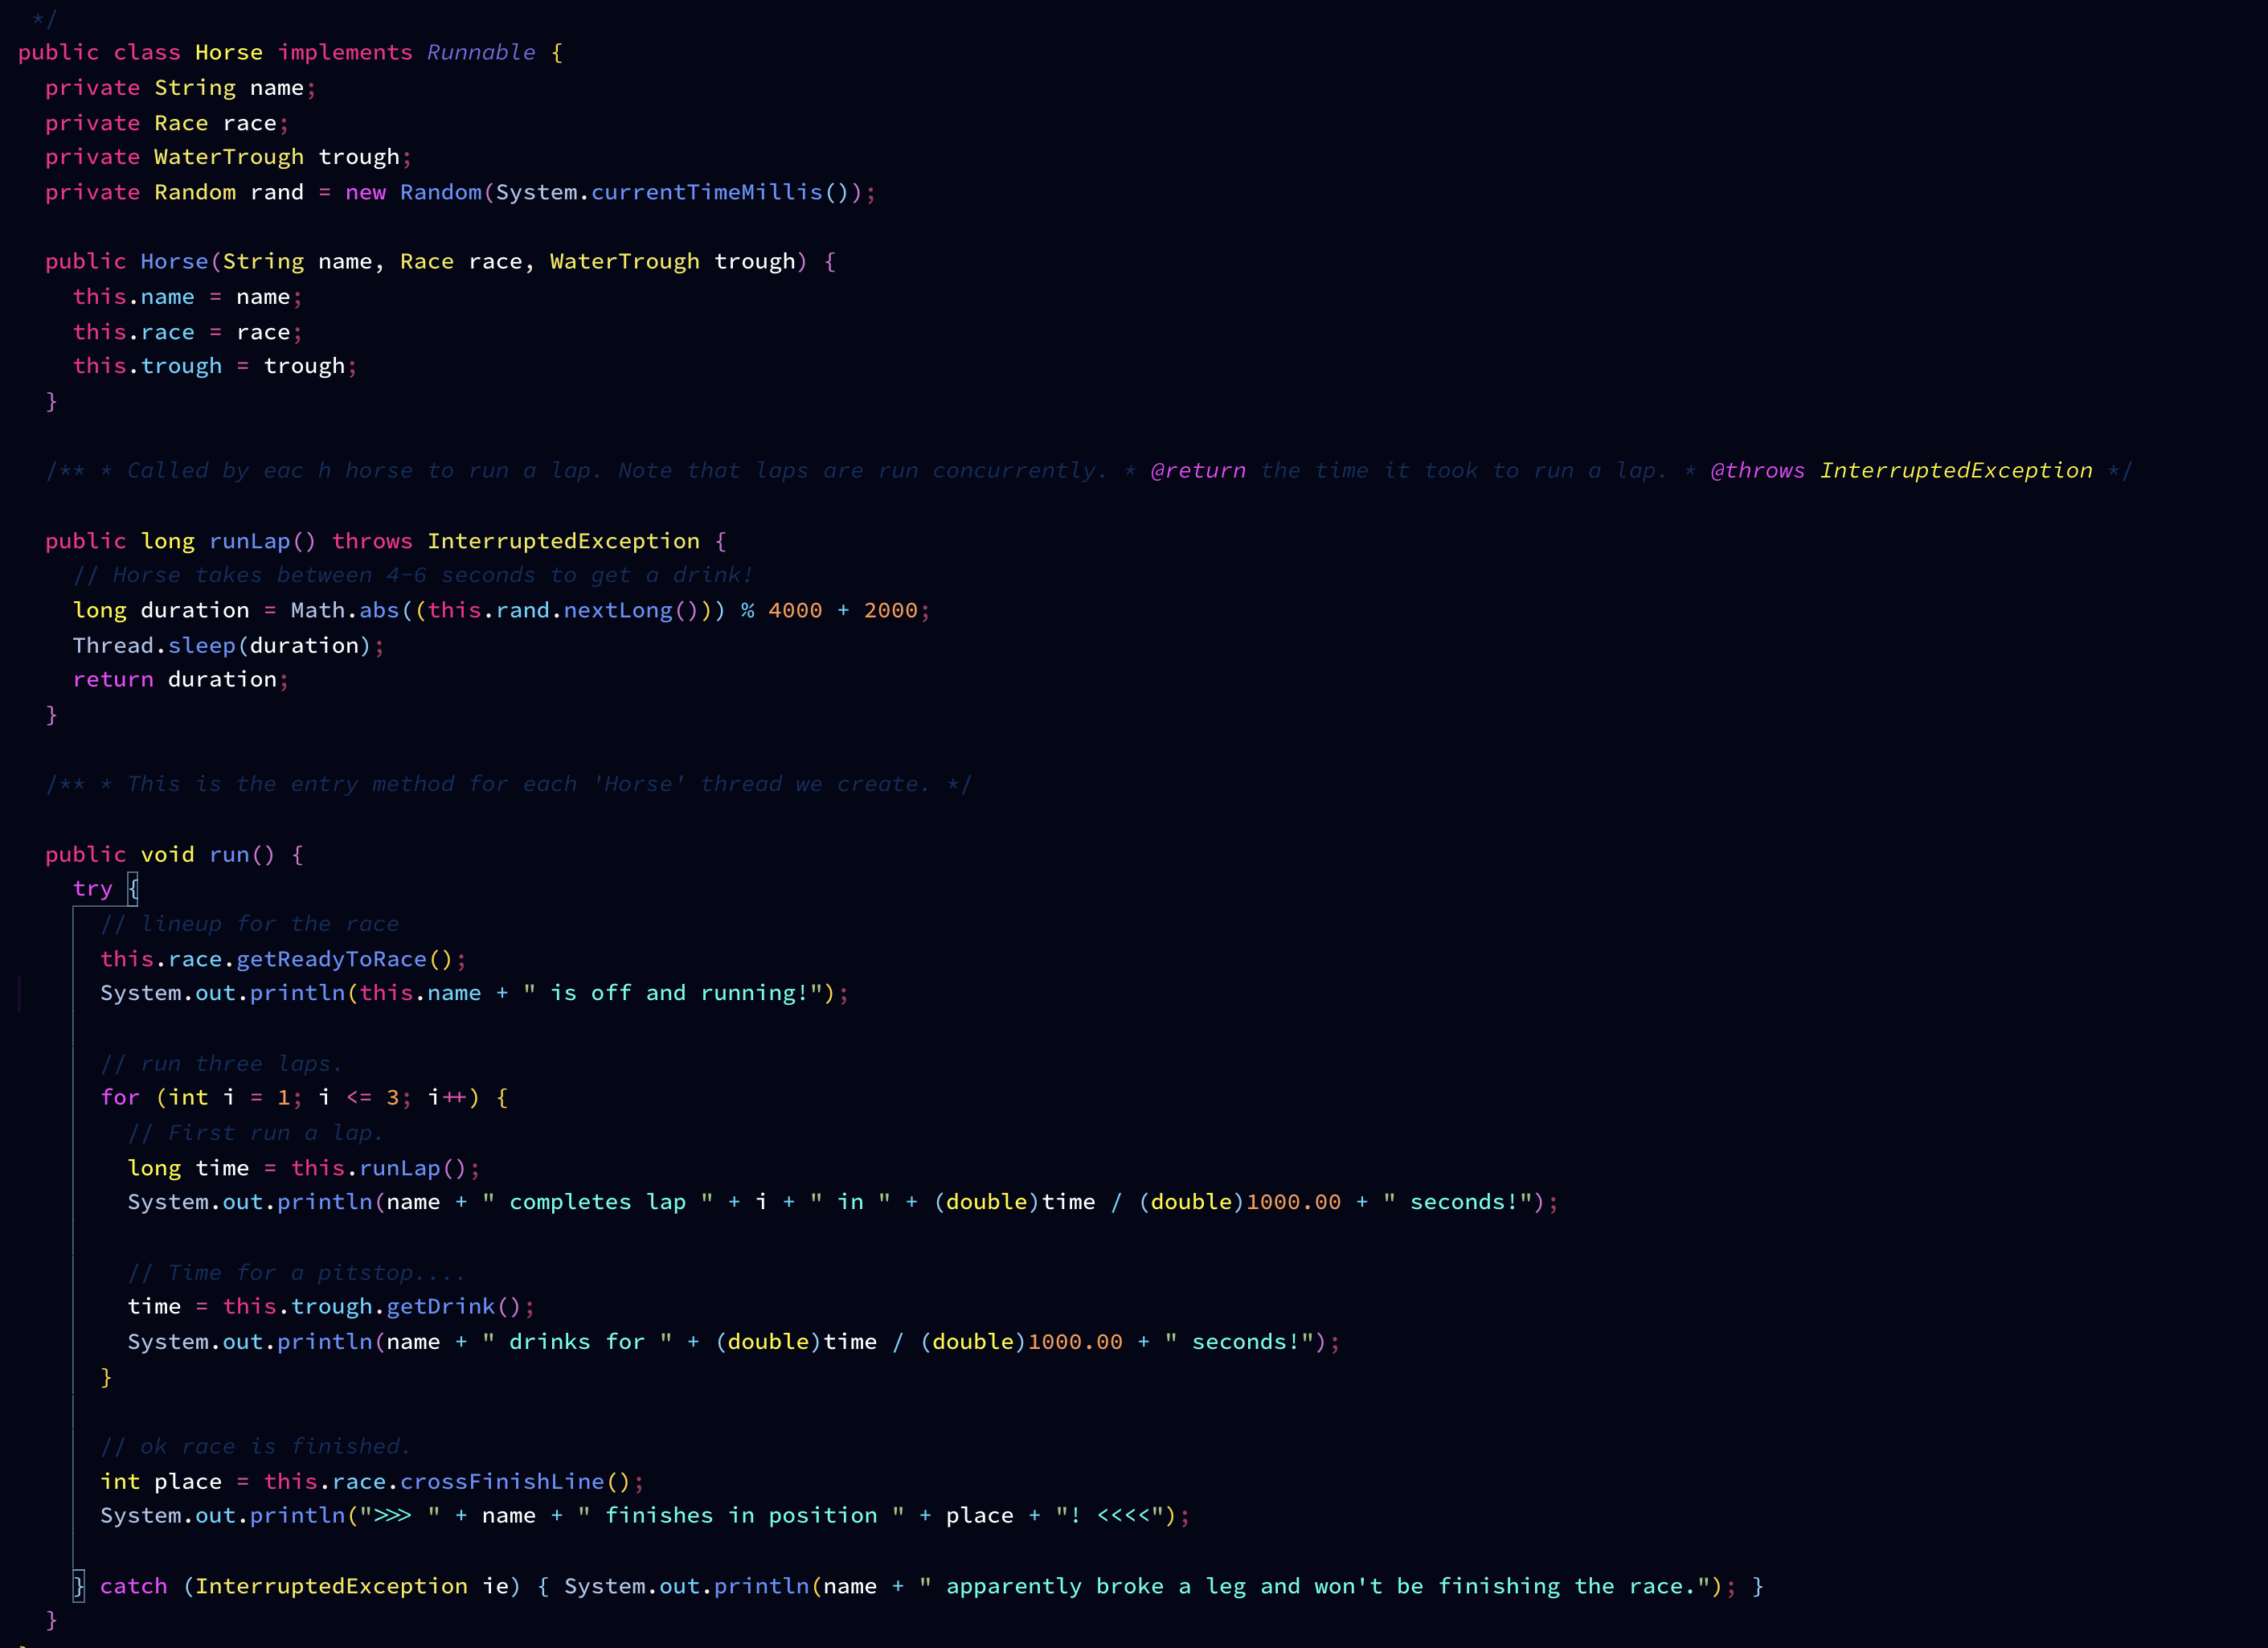 */
public class Horse implements Runnable {
private String name;
private Race race;
private WaterTrough trough;
private Random rand = new Random(System.currentTimeMillis());
public Horse(String name, Race race, WaterTrough trough) {
this.name = name;
this.race = race;
this.trough = trough;
}
/** * Called by eac h horse to run a lap. Note that laps are run concurrently. * @return the time it took to run a lap. * @throws InterruptedException */
public long runLap() throws InterruptedException {
// Horse takes between 4-6 seconds to get a drink!
long duration = Math.abs((this.rand.nextLong())) % 4000 + 2000;
Thread.sleep(duration);
return duration;
}
/** * This is the entry method for each 'Horse' thread we create. */
public void run() {
try {
// lineup for the race
this.race.getReadyToRace();
System.out.println(this.name + " is off and running!");
// run three laps.
for (int i = 1; i <= 3; i++) {
// First run a lap.
long time = this.runLap();
System.out.println(name + " completes lap " + i + " in " + (double)time / (double)1000.00 + " seconds!");
// Time for a pitstop....
time = this.trough.getDrink();
System.out.println(name + " drinks for " + (double)time / (double)1000.00 + " seconds!");
}
// ok race is finished.
int place = this.race.crossFinishLine();
System.out.println(">>> " + name + " finishes in position " + place + "! <<<<");
} catch (InterruptedException ie) { System.out.println(name + " apparently broke a leg and won't be finishing the race."); }
}